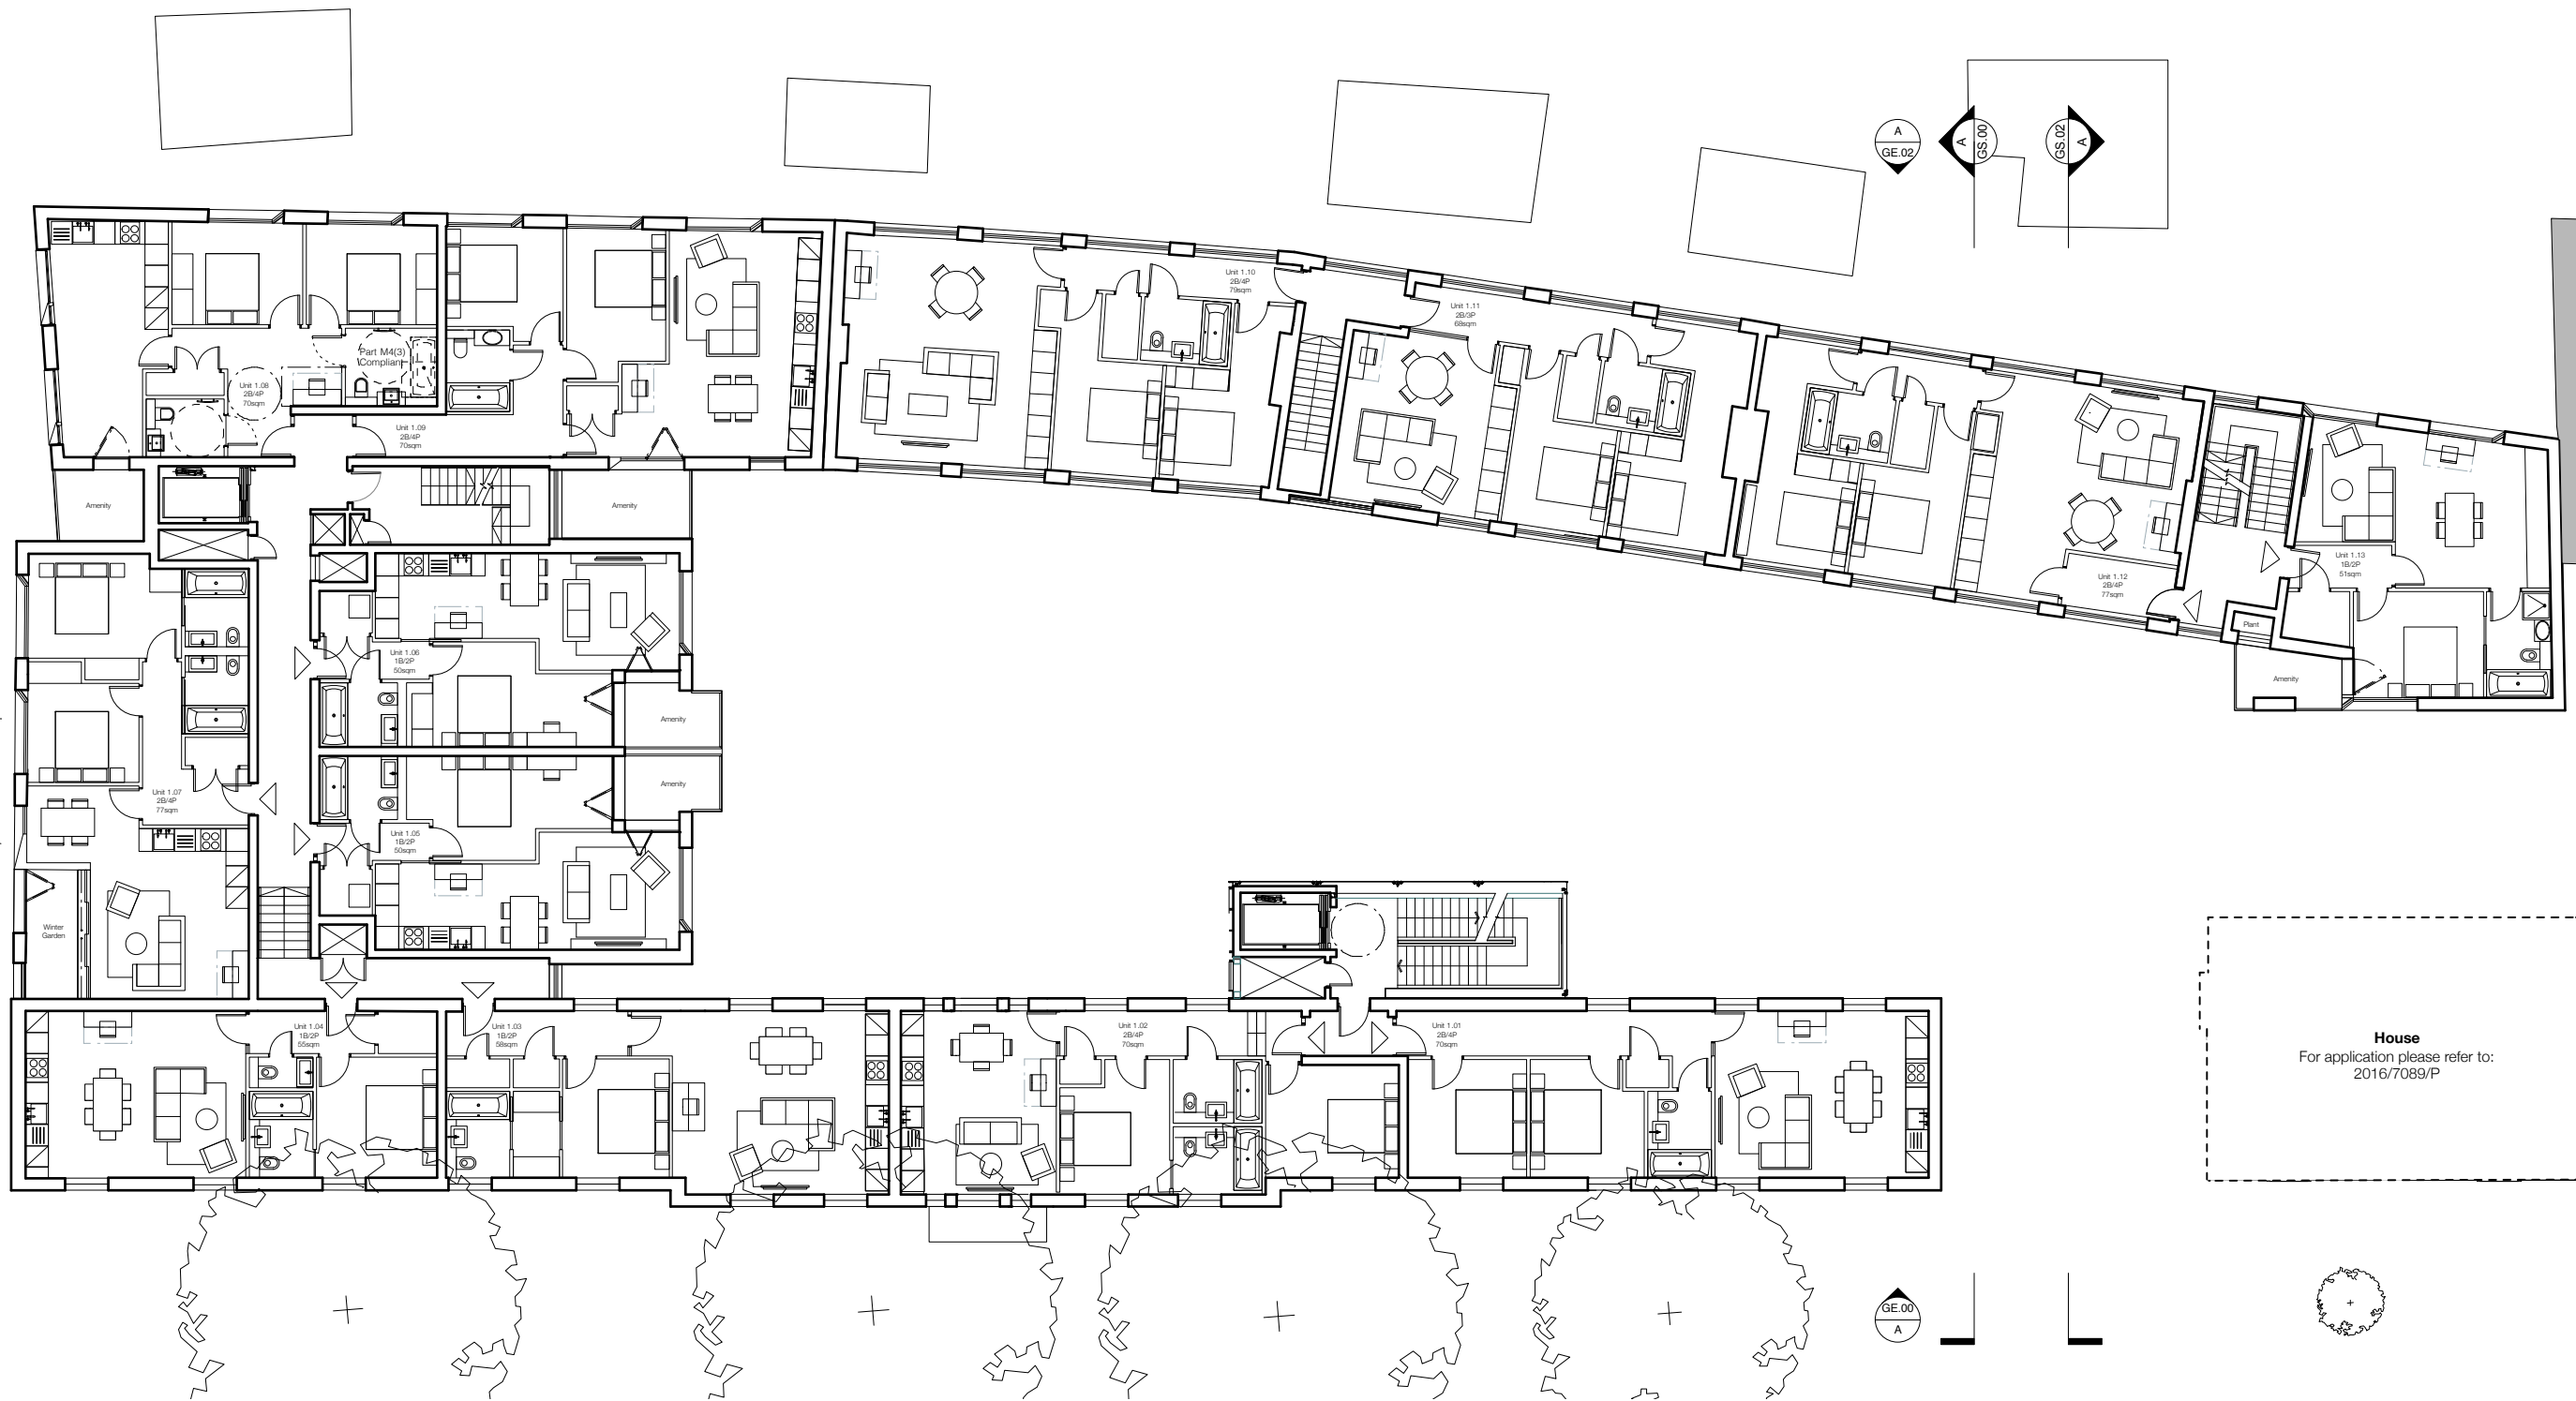 A
GE.02
A
GS.00
GS.02
A
Unit 1.10
2B/4P
79sqm
Unit 1.11
2B/3P
68sqm
Part M4(3)
Compliant
Unit 1.08
2B/4P
70sqm
Unit 1.09
2B/4P
70sqm
Amenity
Amenity
Unit 1.13
1B/2P
51sqm
Unit 1.12
2B/4P
77sqm
Plant
Amenity
Unit 1.06
1B/2P
50sqm
Amenity
Amenity
Unit 1.07
2B/4P
77sqm
Unit 1.05
1B/2P
50sqm
Winter
Garden
Unit 1.04
1B/2P
55sqm
Unit 1.03
1B/2P
58sqm
Unit 1.02
2B/4P
70sqm
Unit 1.01
2B/4P
70sqm
House
For application please refer to:
2016/7089/P
GE.00
A